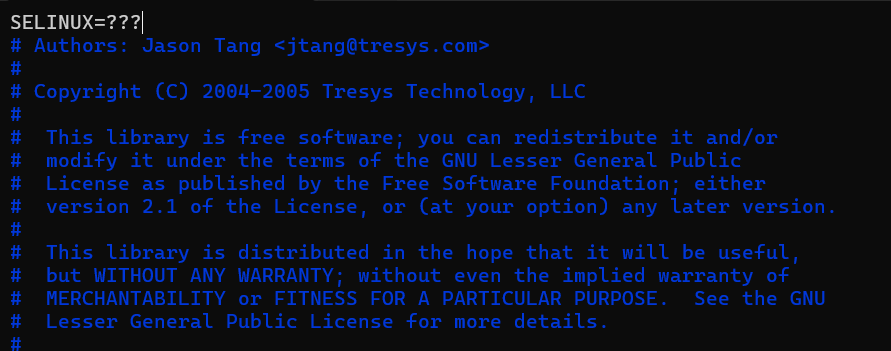 SELINUX=???
# Authors: Jason Tang <jtang@tresys.com>
#
# Copyright (C) 2004-2005 Tresys Technology, LLC
#
#  This library is free software; you can redistribute it and/or
#  modify it under the terms of the GNU Lesser General Public
#  License as published by the Free Software Foundation; either
#  version 2.1 of the License, or (at your option) any later version.
#
#  This library is distributed in the hope that it will be useful,
#  but WITHOUT ANY WARRANTY; without even the implied warranty of
#  MERCHANTABILITY or FITNESS FOR A PARTICULAR PURPOSE.  See the GNU
#  Lesser General Public License for more details.
#